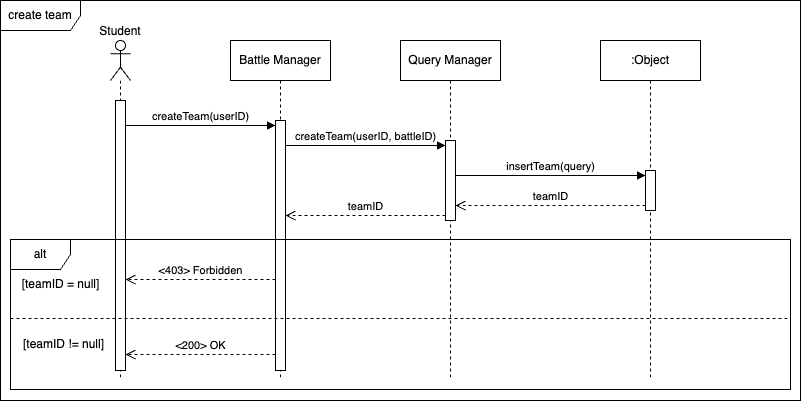 create team
Student
Battle Manager
Query Manager
:Object
createTeam(userID)
createTeam(userID, battleID)
insertTeam(query)
teamID
teamID
alt
<403> Forbidden
[teamID = null]
[teamID != null]
<200> OK